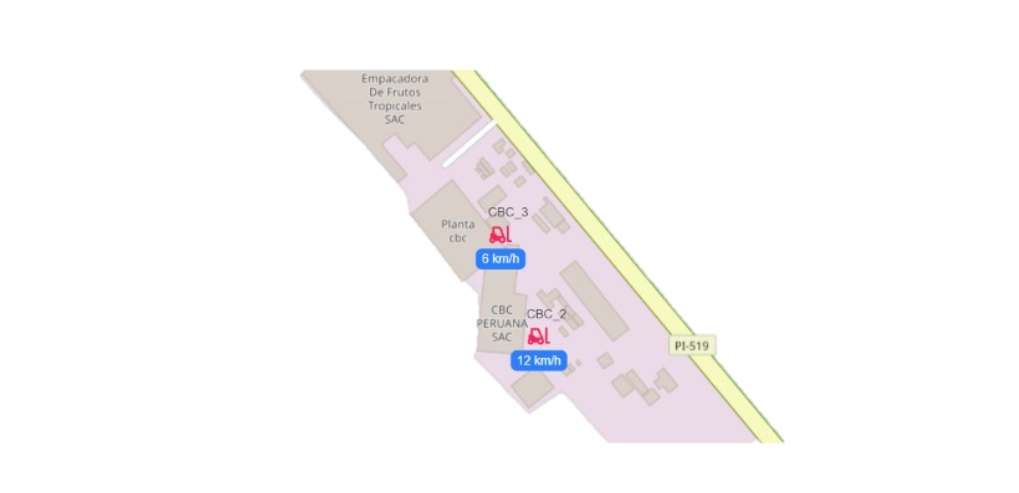 Empacadora
De Frutos
Tropicales
SAC
CBC_3
Planta
cbc
6 km/h
CBC
PERUANA
SAC
CBC_2
12 km/h
PI-519